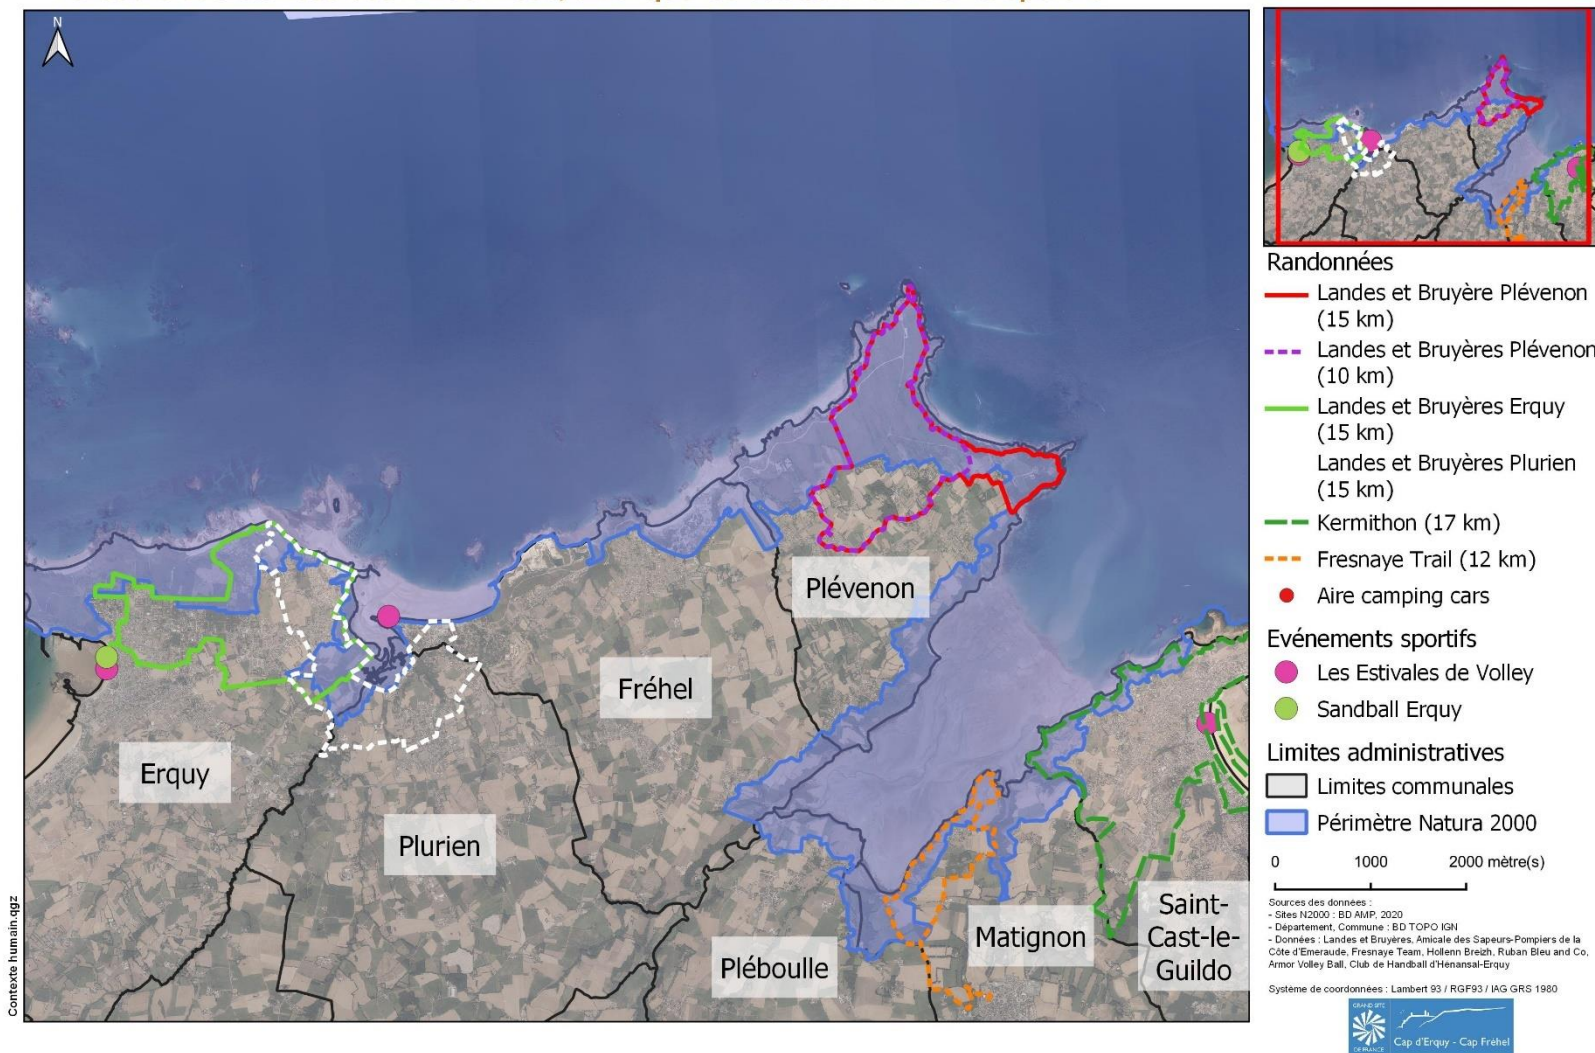 N
Contexte humain.qgz
Plévenon
Fréhel
Erquy
Plurien
Pléboulle
Matignon
Saint-
Cast-le-
Guildo
Randonnées
Landes et Bruyère Plévenon
(15 km)
Landes et Bruyères Plévenon
(10 km)
Landes et Bruyères Erquy
(15 km)
Landes et Bruyères Plurien
(15 km)
Kermithon (17 km)
Fresnaye Trail (12 km)
Aire camping cars
Evénements sportifs
Les Estivales de Volley
Sandball Erquy
Limites administratives
Limites communales
Périmètre Natura 2000
0 1000 2000 mètre(s)
Sources des données :
- Sites N2000 : BD AMP, 2020
- Département, Commune : BD TOPO IGN
- Données : Landes et Bruyères, Amicale des Sapeurs-Pompiers de la
Côte d'Emeraude, Fresnaye Team, Hollenn Breizh, Ruban Bleu and Co,
Armor Volley Ball, Club de Handball d'Hénansal-Erquy
Système de coordonnées : Lambert 93 / RGF93 / IAG GRS 1980
GRAND SITE
DE FRANCE
Cap d'Erquy - Cap Fréhel